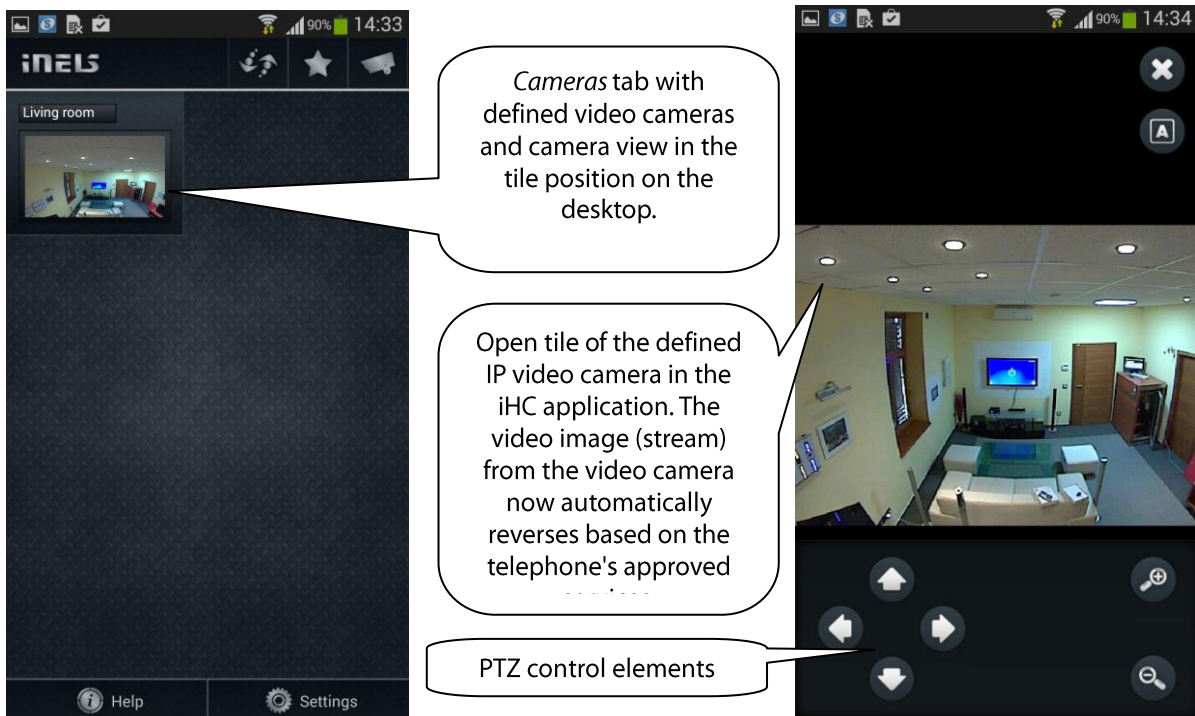 90% 14:33
iNELS
Living room
Help
Settings
Cameras tab with
defined video cameras
and camera view in the
tile position on the
desktop.
Open tile of the defined
IP video camera in the
iHC application. The
video image (stream)
from the video camera
now automatically
reverses based on the
telephone's approved
PTZ control elements
90% 14:34
A